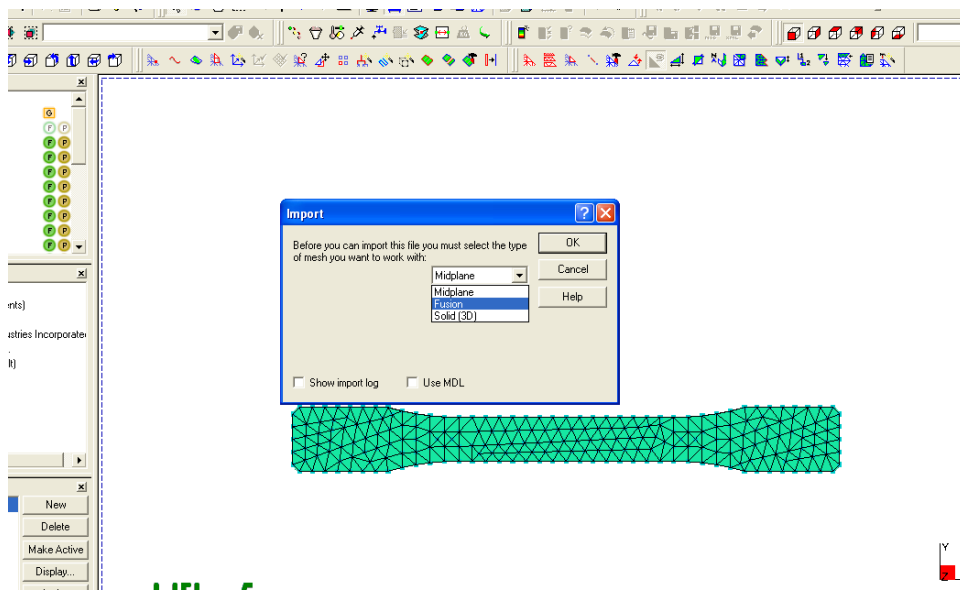 G
F P
F P
F P
F P
F P
F P
F P
F P
F P
Import
Before you can import this file you must select the type
of mesh you want to work with:
OK
Cancel
Help
Midplane
Midplane
Fusion
Solid (3D)
Show import log
Use MDL
ents)
ustries Incorporate
lt)
New
Delete
Make Active
Display...
Y
Z